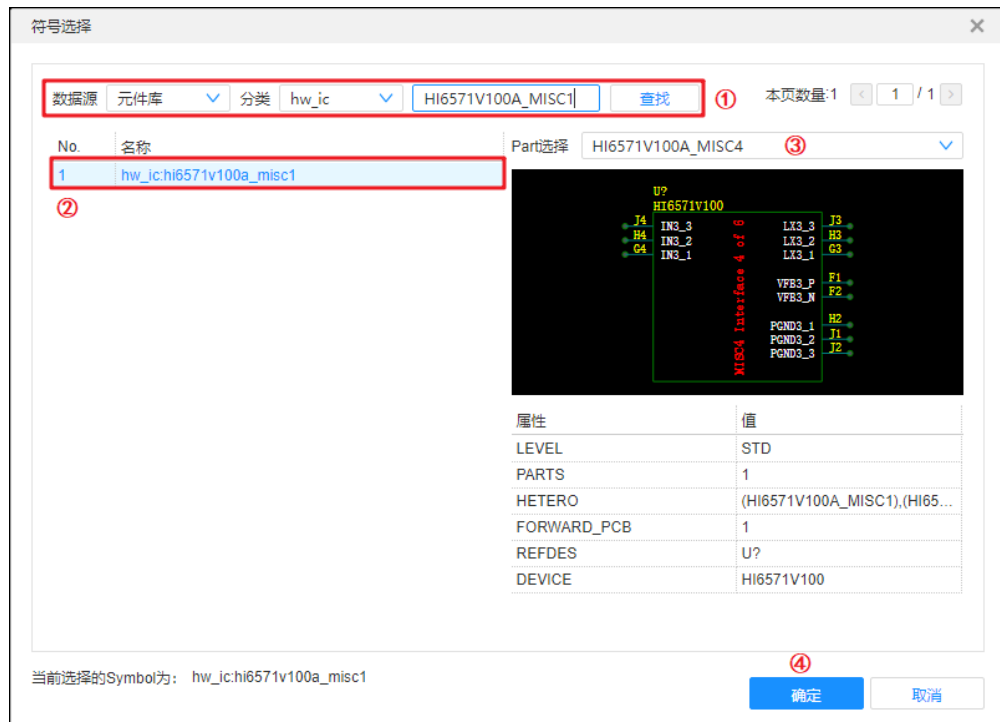 符号选择
数据源 元件库 分类 hw_ic HI6571V100A_MISC1 查找 ① 本页数量:1 < 1 / 1 >
No. 名称
1 hw_ic:hi6571v100a_misc1
②
Part选择 HI6571V100A_MISC4 ③
U?
HI6571V100
J4 IN3_3 LX3_3 J3
H4 IN3_2 LX3_2 H3
G4 IN3_1 LX3_1 G3
VFB3_P F1
VFB3_N F2
PGND3_1 H2
PGND3_2 J1
PGND3_3 J2
MISC4 Interface 4 of 6
属性 值
LEVEL STD
PARTS 1
HETERO (HI6571V100A_MISC1),(HI65...
FORWARD_PCB 1
REFDES U?
DEVICE HI6571V100
当前选择的Symbol为： hw_ic:hi6571v100a_misc1
④
确定 取消